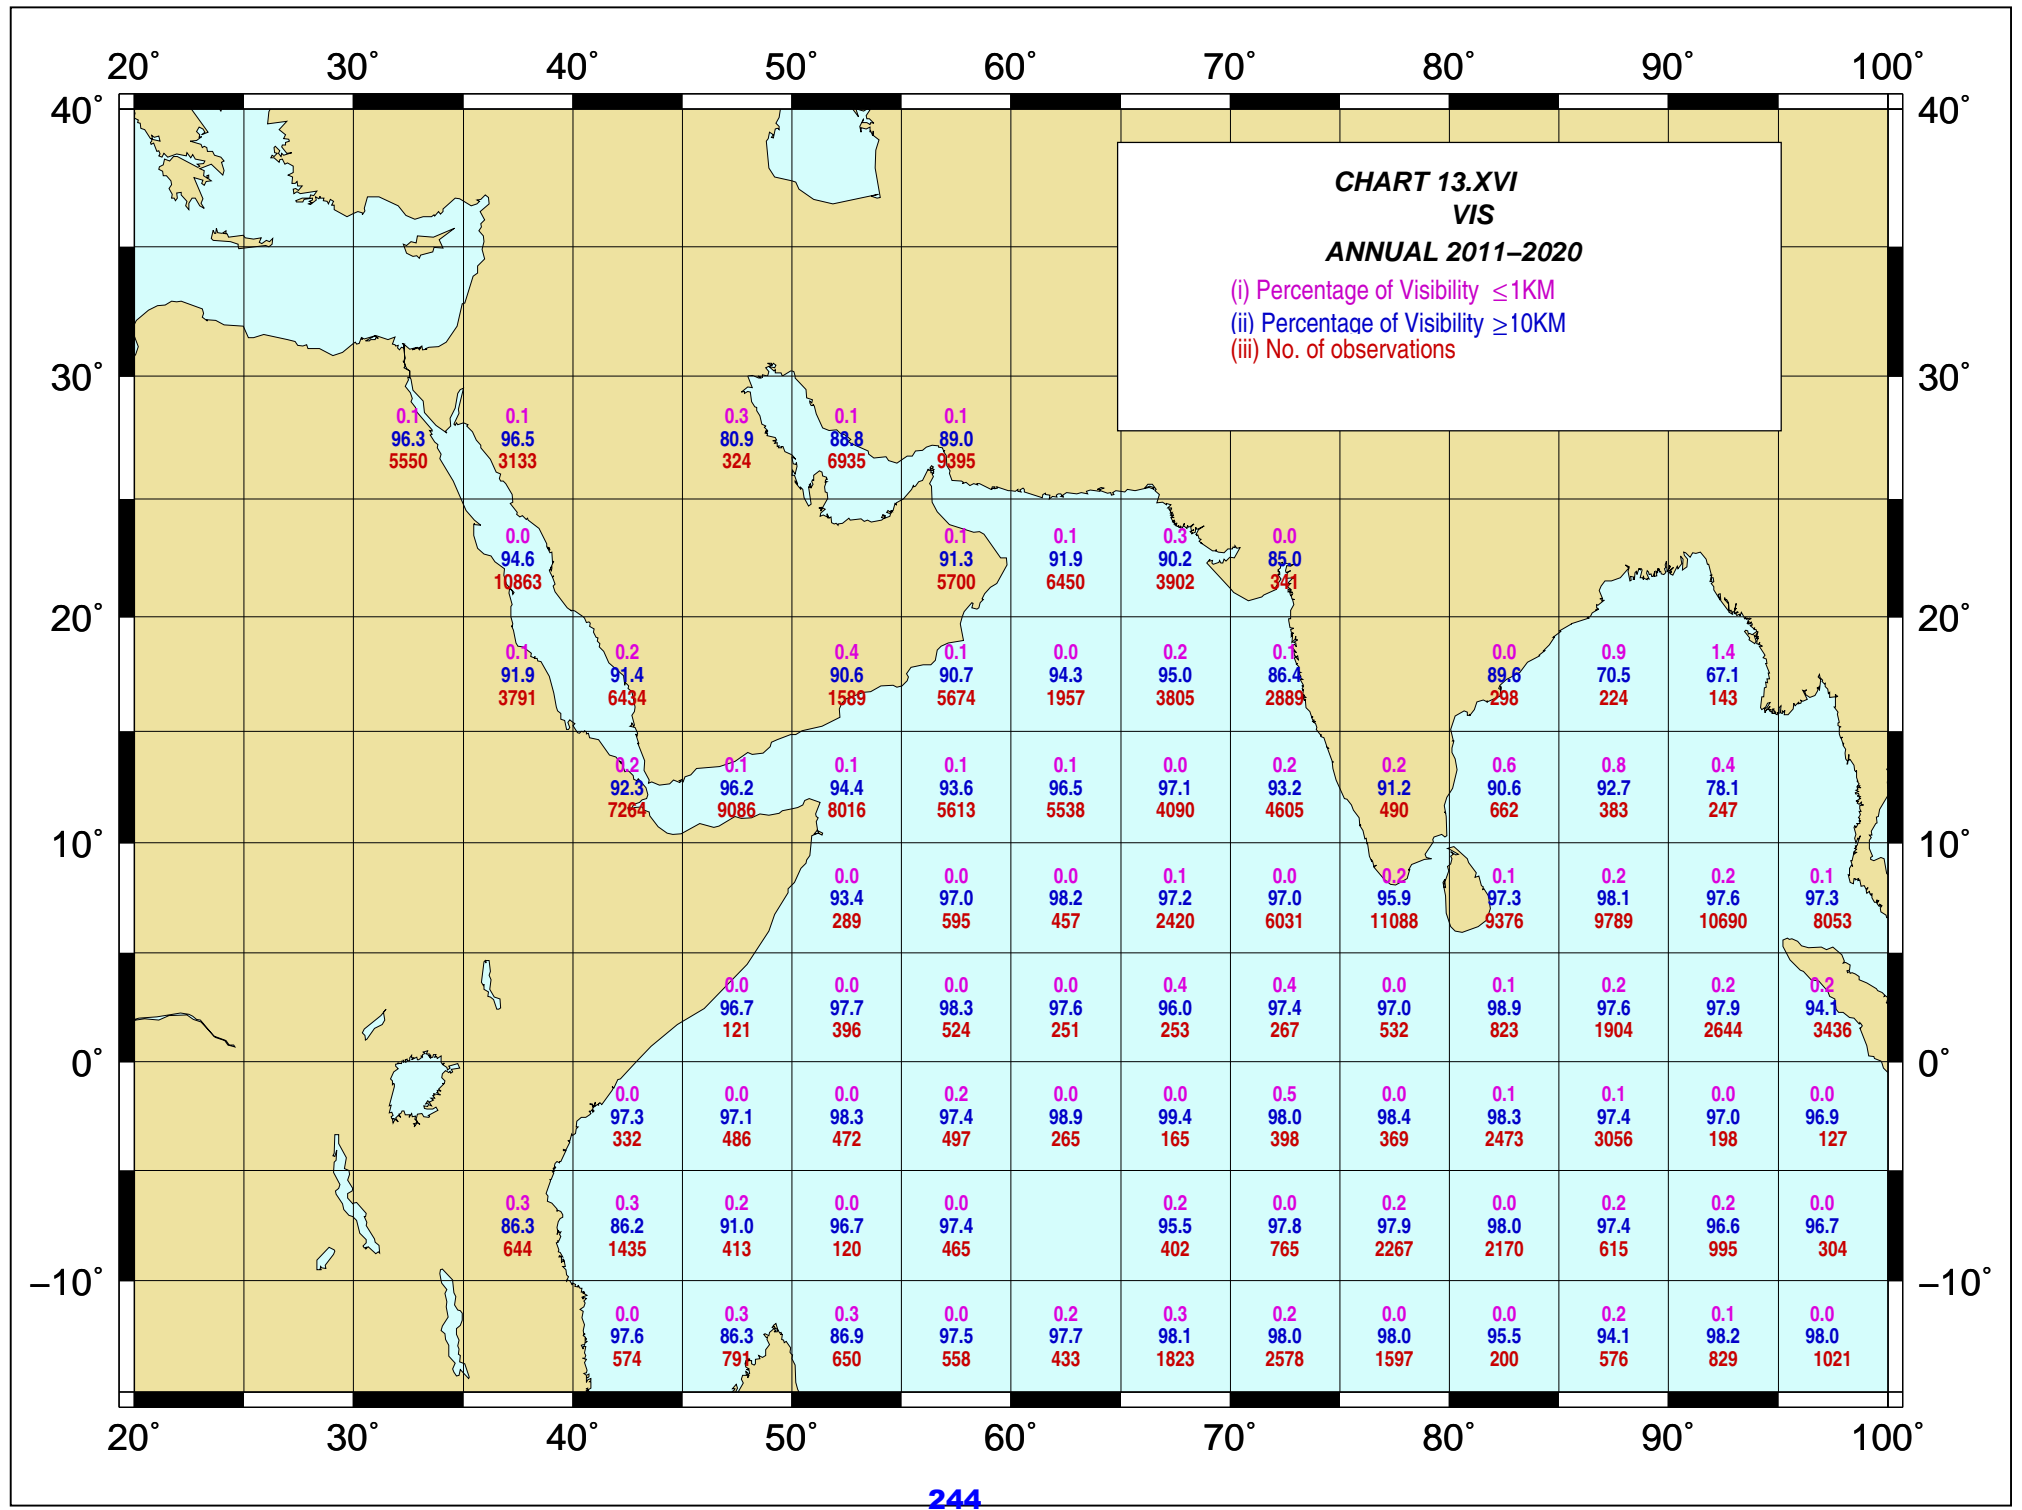 20° 30° 40° 50° 60° 70° 80° 90° 100°
40° 40°
CHART 13.XVI
VIS
ANNUAL 2011–2020
(i) Percentage of Visibility ≤1KM
(ii) Percentage of Visibility ≥10KM
(iii) No. of observations
30° 30°
0.1 0.1 0.3 0.1 0.1
96.3 96.5 80.9 88.8 89.0
5550 3133 324 6935 9395
0.0 0.1 0.1 0.3 0.0
94.6 91.3 91.9 90.2 85.0
10863 5700 6450 3902 341
20° 20°
0.1 0.2 0.4 0.1 0.0 0.2 0.1 0.0 0.9 1.4
91.9 91.4 90.6 90.7 94.3 95.0 86.4 89.6 70.5 67.1
3791 6434 1589 5674 1957 3805 2889 298 224 143
0.2 0.1 0.1 0.1 0.1 0.0 0.2 0.2 0.6 0.8 0.4
92.3 96.2 94.4 93.6 96.5 97.1 93.2 91.2 90.6 92.7 78.1
7264 9086 8016 5613 5538 4090 4605 490 662 383 247
10° 10°
0.0 0.0 0.0 0.1 0.0 0.2 0.1 0.2 0.2 0.1
93.4 97.0 98.2 97.2 97.0 95.9 97.3 98.1 97.6 97.3
289 595 457 2420 6031 11088 9376 9789 10690 8053
0.0 0.0 0.0 0.0 0.4 0.4 0.0 0.1 0.2 0.2 0.2
96.7 97.7 98.3 97.6 96.0 97.4 97.0 98.9 97.6 97.9 94.1
121 396 524 251 253 267 532 823 1904 2644 3436
0° 0°
0.0 0.0 0.0 0.2 0.0 0.0 0.5 0.0 0.1 0.1 0.0 0.0
97.3 97.1 98.3 97.4 98.9 99.4 98.0 98.4 98.3 97.4 97.0 96.9
332 486 472 497 265 165 398 369 2473 3056 198 127
0.3 0.3 0.2 0.0 0.0 0.2 0.0 0.2 0.0 0.2 0.2 0.0
86.3 86.2 91.0 96.7 97.4 95.5 97.8 97.9 98.0 97.4 96.6 96.7
644 1435 413 120 465 402 765 2267 2170 615 995 304
–10° –10°
0.0 0.3 0.3 0.0 0.2 0.3 0.2 0.0 0.0 0.2 0.1 0.0
97.6 86.3 86.9 97.5 97.7 98.1 98.0 98.0 95.5 94.1 98.2 98.0
574 791 650 558 433 1823 2578 1597 200 576 829 1021
20° 30° 40° 50° 60° 70° 80° 90° 100°
244